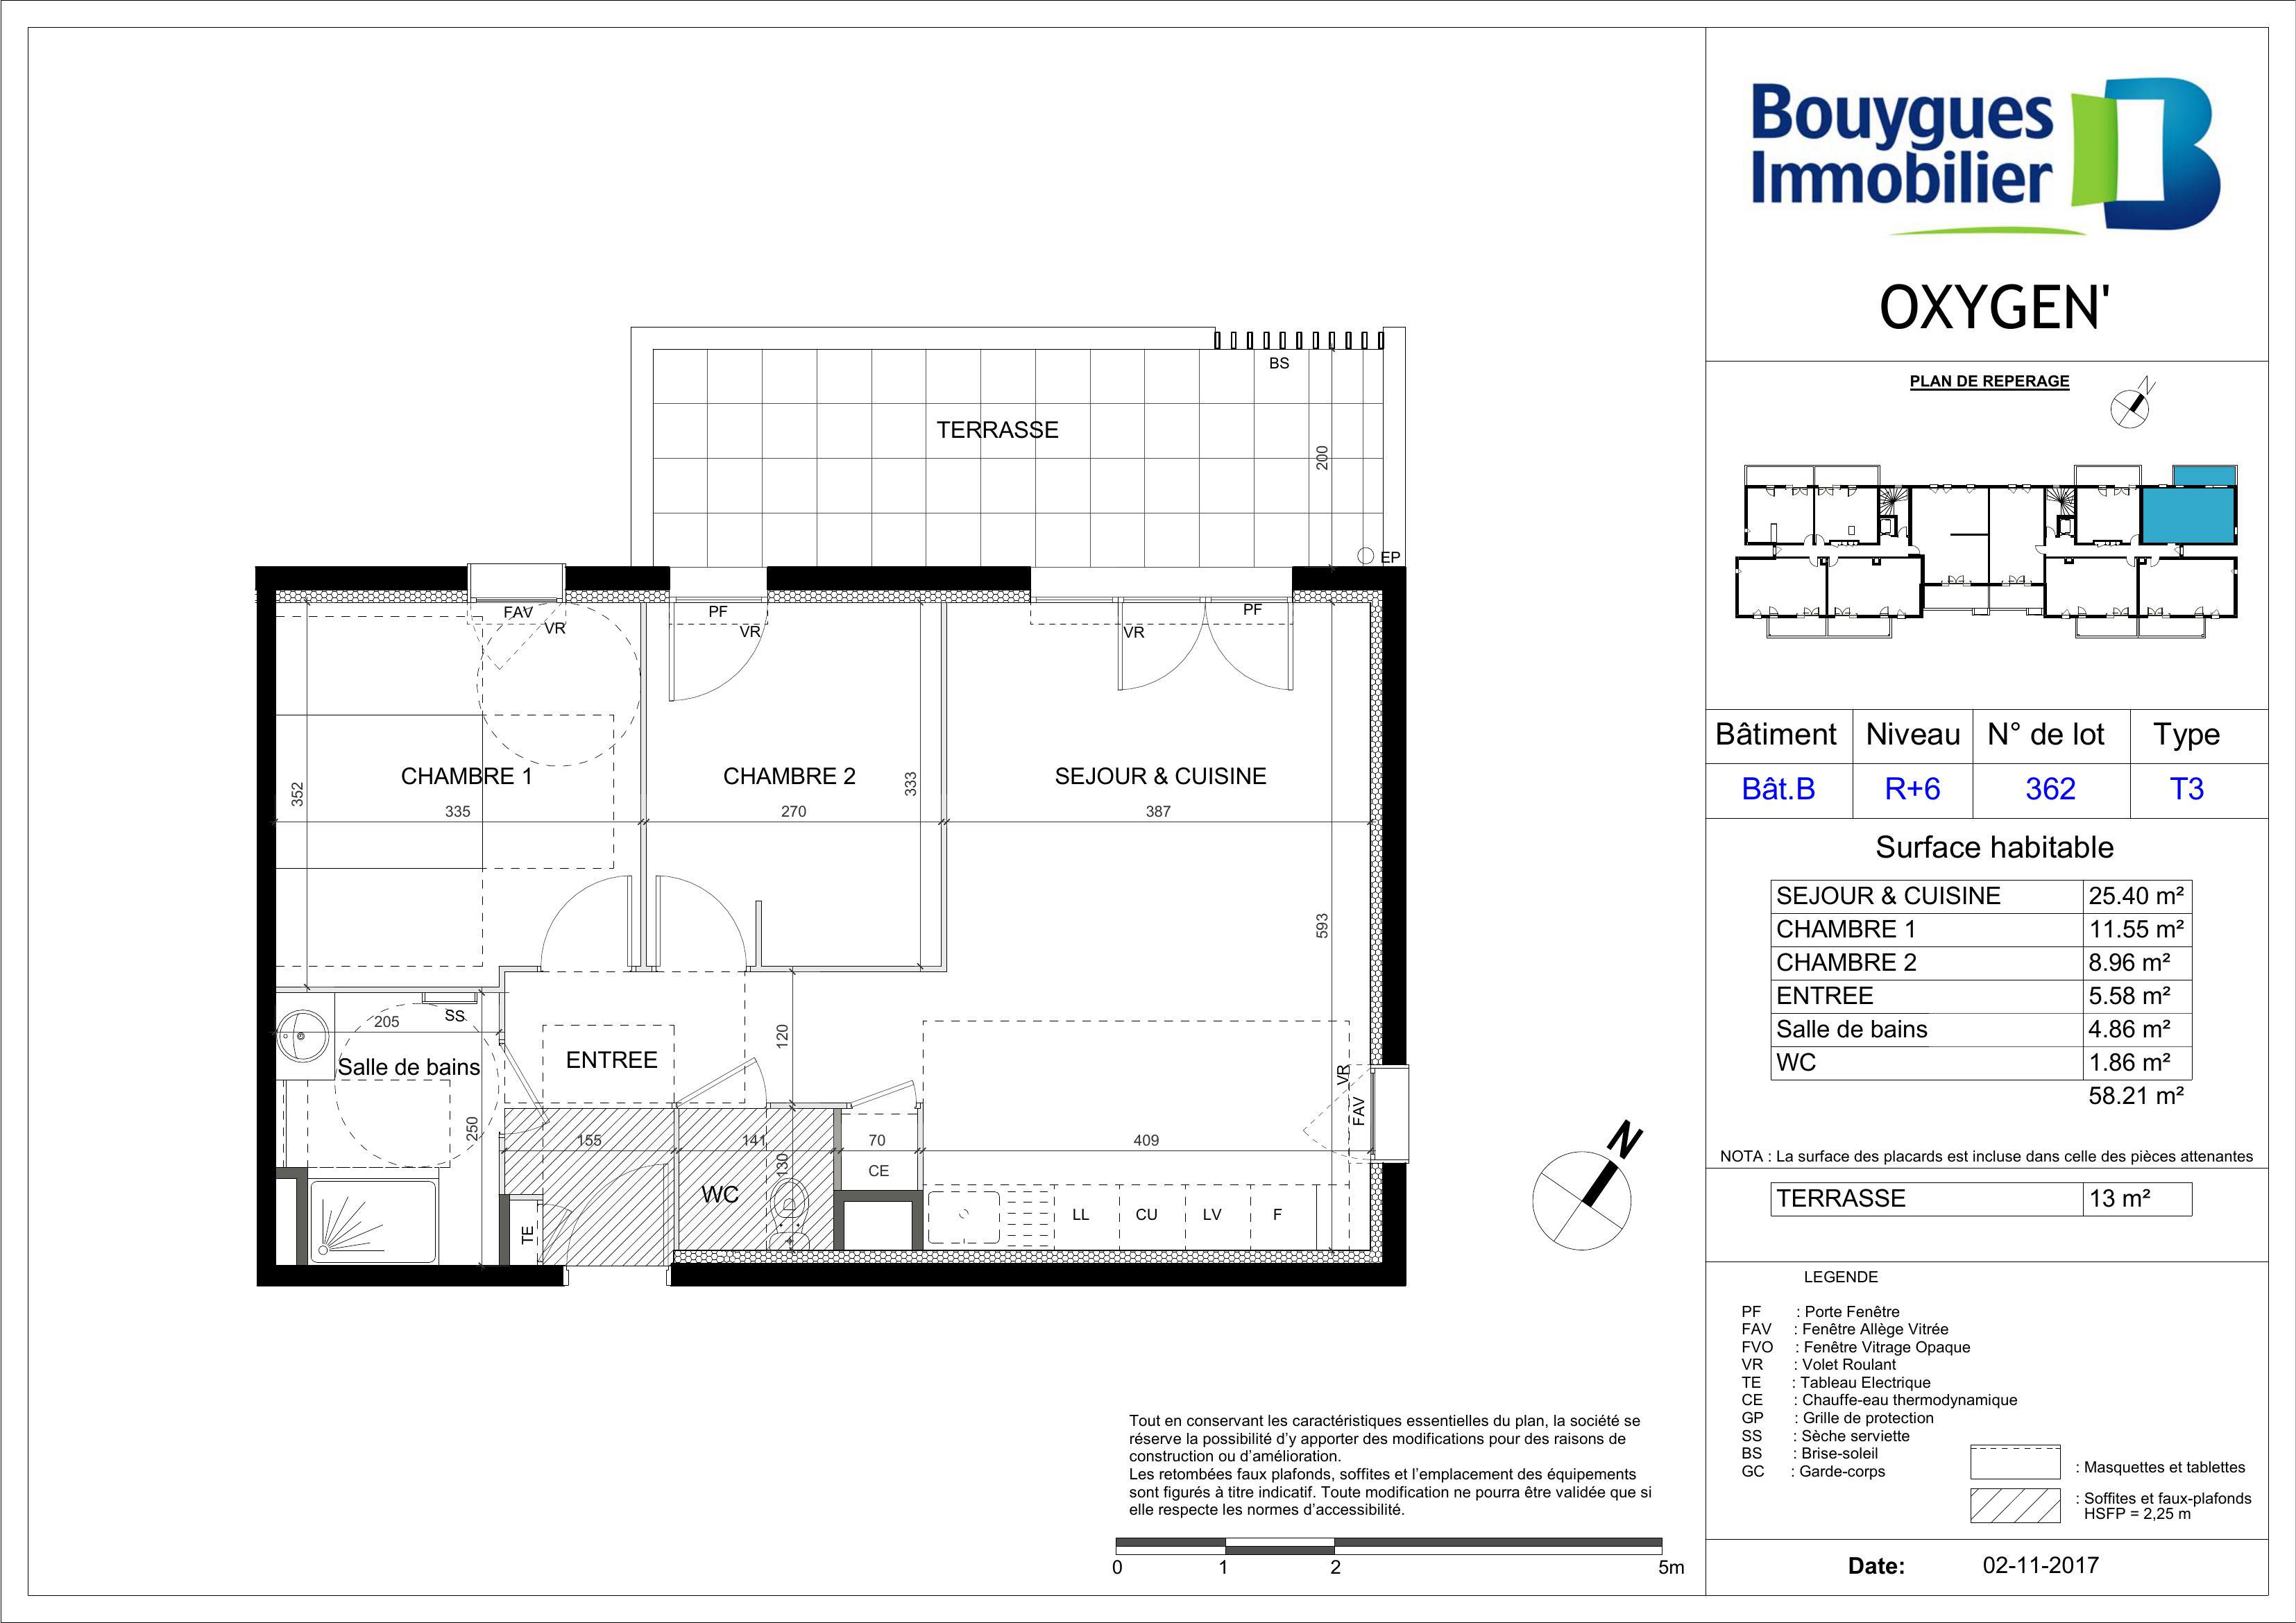 Bouygues
Immobilier
OXYGEN'
PLAN DE REPERAGE
N
Bâtiment Niveau N° de lot Type
Bât.B R+6 362 T3
Surface habitable
SEJOUR & CUISINE 25.40 m²
CHAMBRE 1 11.55 m²
CHAMBRE 2 8.96 m²
ENTREE 5.58 m²
Salle de bains 4.86 m²
WC 1.86 m²
58.21 m²
NOTA : La surface des placards est incluse dans celle des pièces attenantes
TERRASSE 13 m²
LEGENDE
PF : Porte Fenêtre
FAV : Fenêtre Allège Vitrée
FVO : Fenêtre Vitrage Opaque
VR : Volet Roulant
TE : Tableau Electrique
CE : Chauffe-eau thermodynamique
GP : Grille de protection
SS : Sèche serviette
BS : Brise-soleil
GC : Garde-corps
: Masquettes et tablettes
: Soffites et faux-plafonds
HSFP = 2,25 m
Date: 02-11-2017
BS
TERRASSE
200
EP
FAV
VR
PF
VR
VR
PF
CHAMBRE 1
335
352
CHAMBRE 2
270
333
SEJOUR & CUISINE
387
593
205
SS
Salle de bains
250
ENTREE
120
155
141
130
WC
70
CE
409
VR
FAV
TE
LL
CU
LV
F
N
Tout en conservant les caractéristiques essentielles du plan, la société se
réserve la possibilité d'y apporter des modifications pour des raisons de
construction ou d'amélioration.
Les retombées faux plafonds, soffites et l'emplacement des équipements
sont figurés à titre indicatif. Toute modification ne pourra être validée que si
elle respecte les normes d'accessibilité.
0 1 2 5m